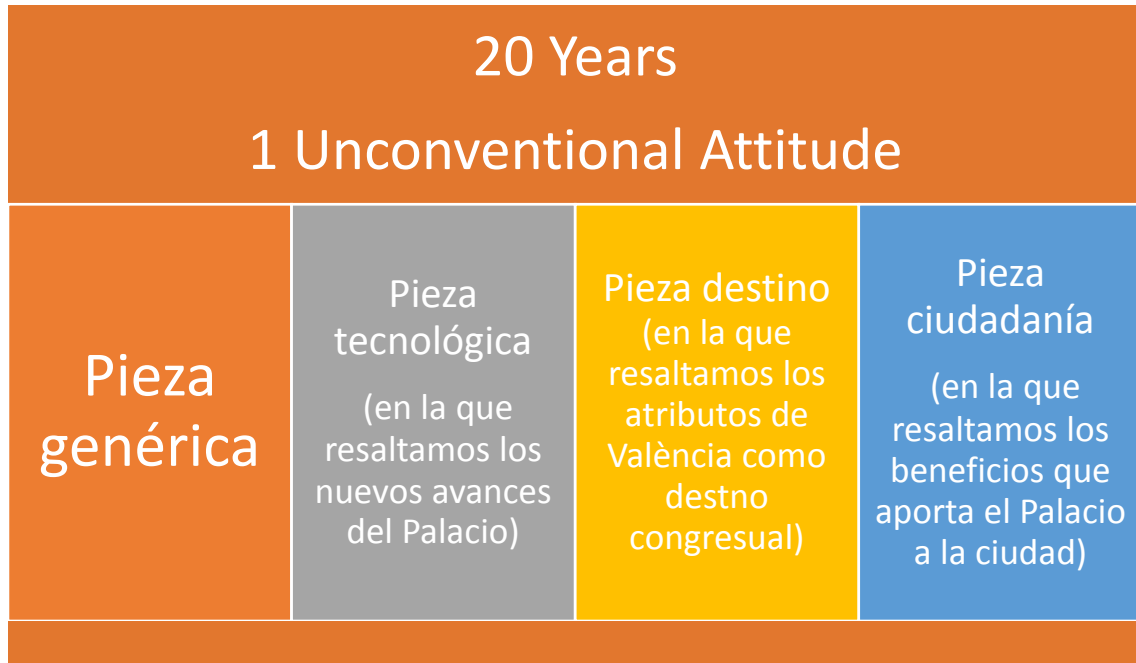 20 Years
1 Unconventional Attitude
Pieza
genérica
Pieza
tecnológica
(en la que
resaltamos los
nuevos avances
del Palacio)
Pieza destino
(en la que
resaltamos los
atributos de
València como
destno
congresual)
Pieza
ciudadanía
(en la que
resaltamos los
beneficios que
aporta el Palacio
a la ciudad)